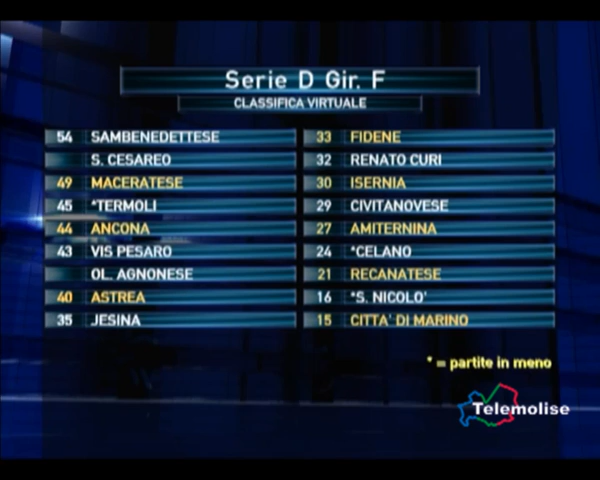 Serie D Gir. F
CLASSIFICA VIRTUALE
54 SAMBENEDETTESE
S. CESAREO
49 MACERATESE
45 *TERMOLI
44 ANCONA
43 VIS PESARO
OL. AGNONESE
40 ASTREA
35 JESINA
33 FIDENE
32 RENATO CURI
30 ISERNIA
29 CIVITANOVESE
27 AMITERNINA
24 *CELANO
21 RECANATESE
16 *S. NICOLO'
15 CITTA' DI MARINO
* = partite in meno
Telemolise